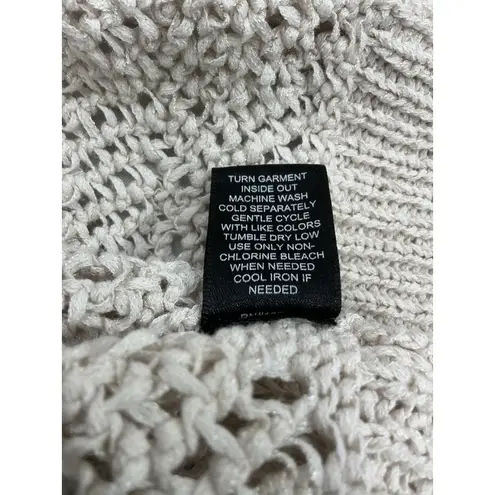 TURN GARMENT
INSIDE OUT
MACHINE WASH
COLD SEPARATELY
GENTLE CYCLE
WITH LIKE COLORS
TUMBLE DRY LOW
USE ONLY NON-
CHLORINE BLEACH
WHEN NEEDED
COOL IRON IF
NEEDED